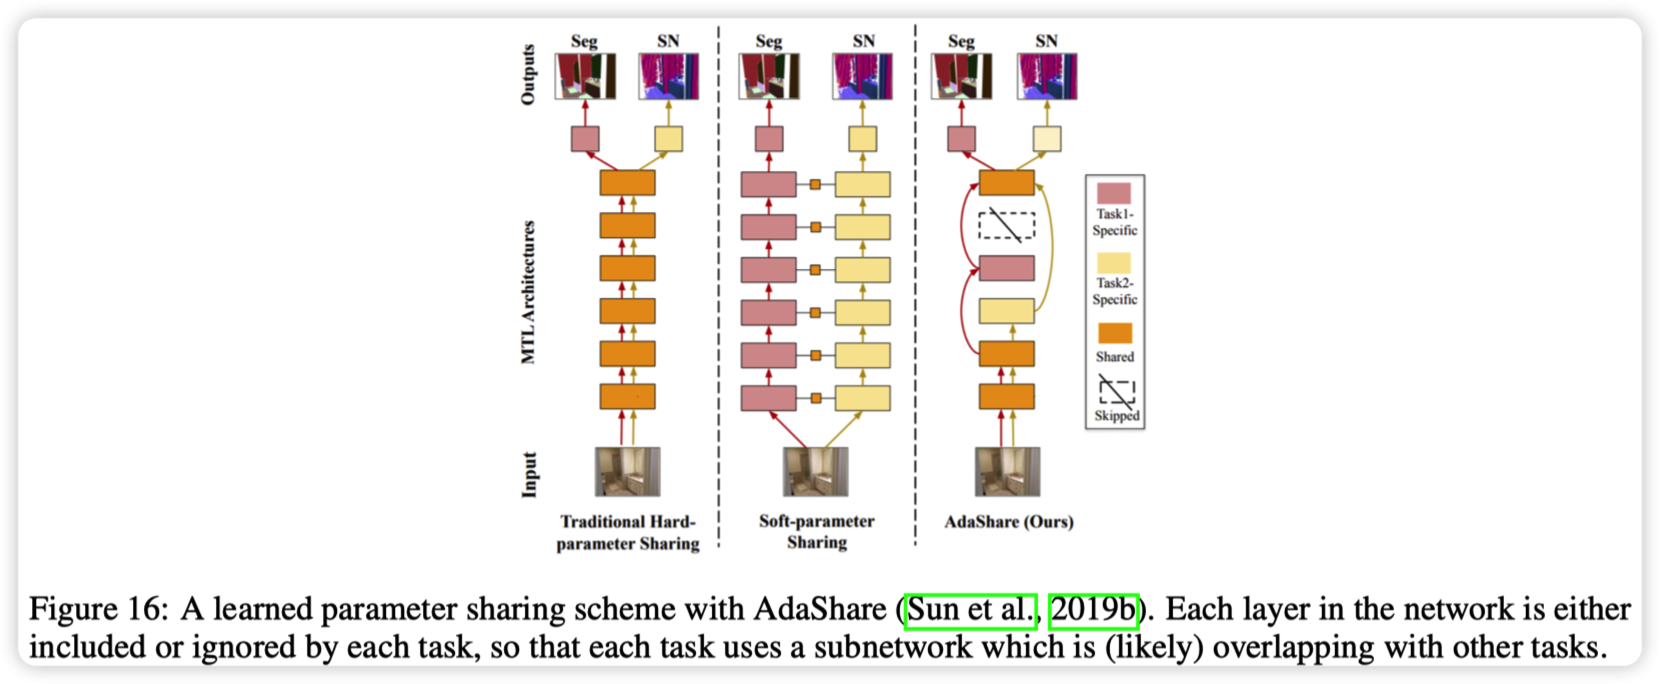 Outputs
Seg
SN
Seg
SN
Seg
SN
MTL Architectures
Input
Task1-
Specific
Task2-
Specific
Shared
Skipped
Traditional Hard-
parameter Sharing
Soft-parameter
Sharing
AdaShare (Ours)
Figure 16: A learned parameter sharing scheme with AdaShare (Sun et al., 2019b). Each layer in the network is either
included or ignored by each task, so that each task uses a subnetwork which is (likely) overlapping with other tasks.